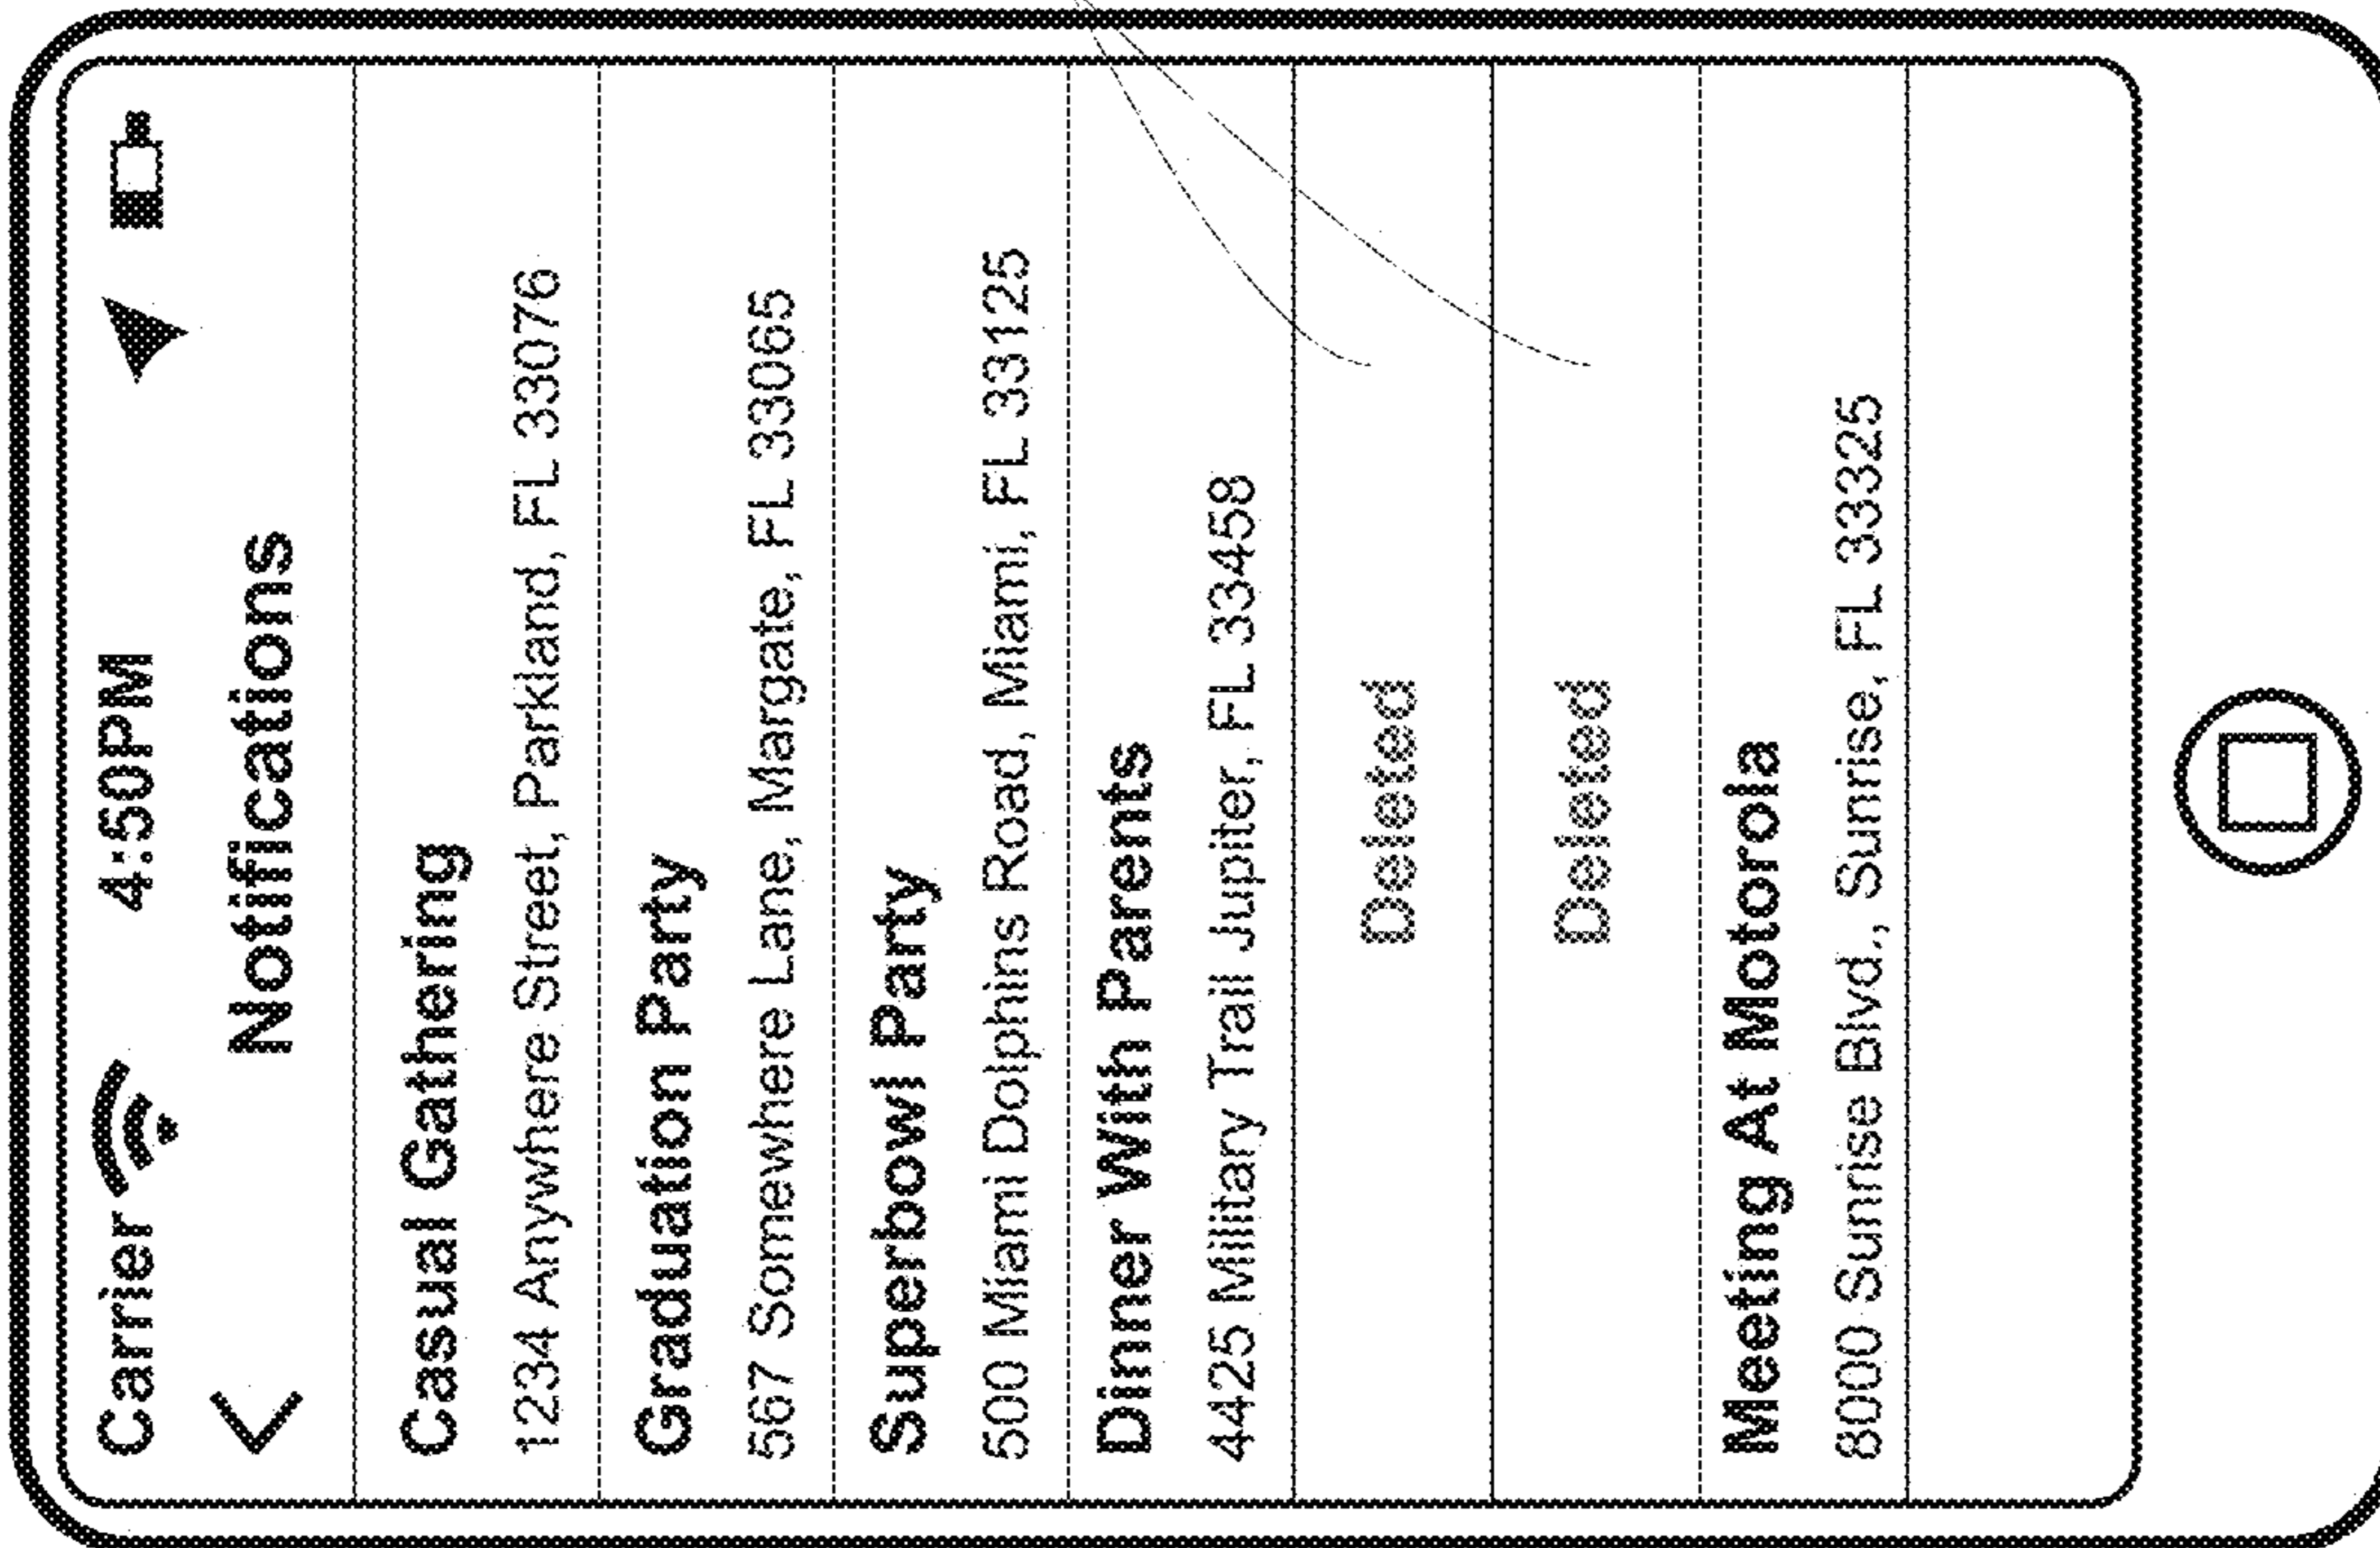 Carrier 4:50PM
Notifications
Casual Gathering
1234 Anywhere Street, Parkland, FL 33076
Graduation Party
567 Somewhere Lane, Margate, FL 33065
Superbowl Party
500 Miami Dolphins Road, Miami, FL 33125
Dinner With Parents
4425 Military Trail Jupiter, FL 33458
Deleted
Deleted
Meeting At Motorola
8000 Sunrise Blvd., Sunrise, FL 33325